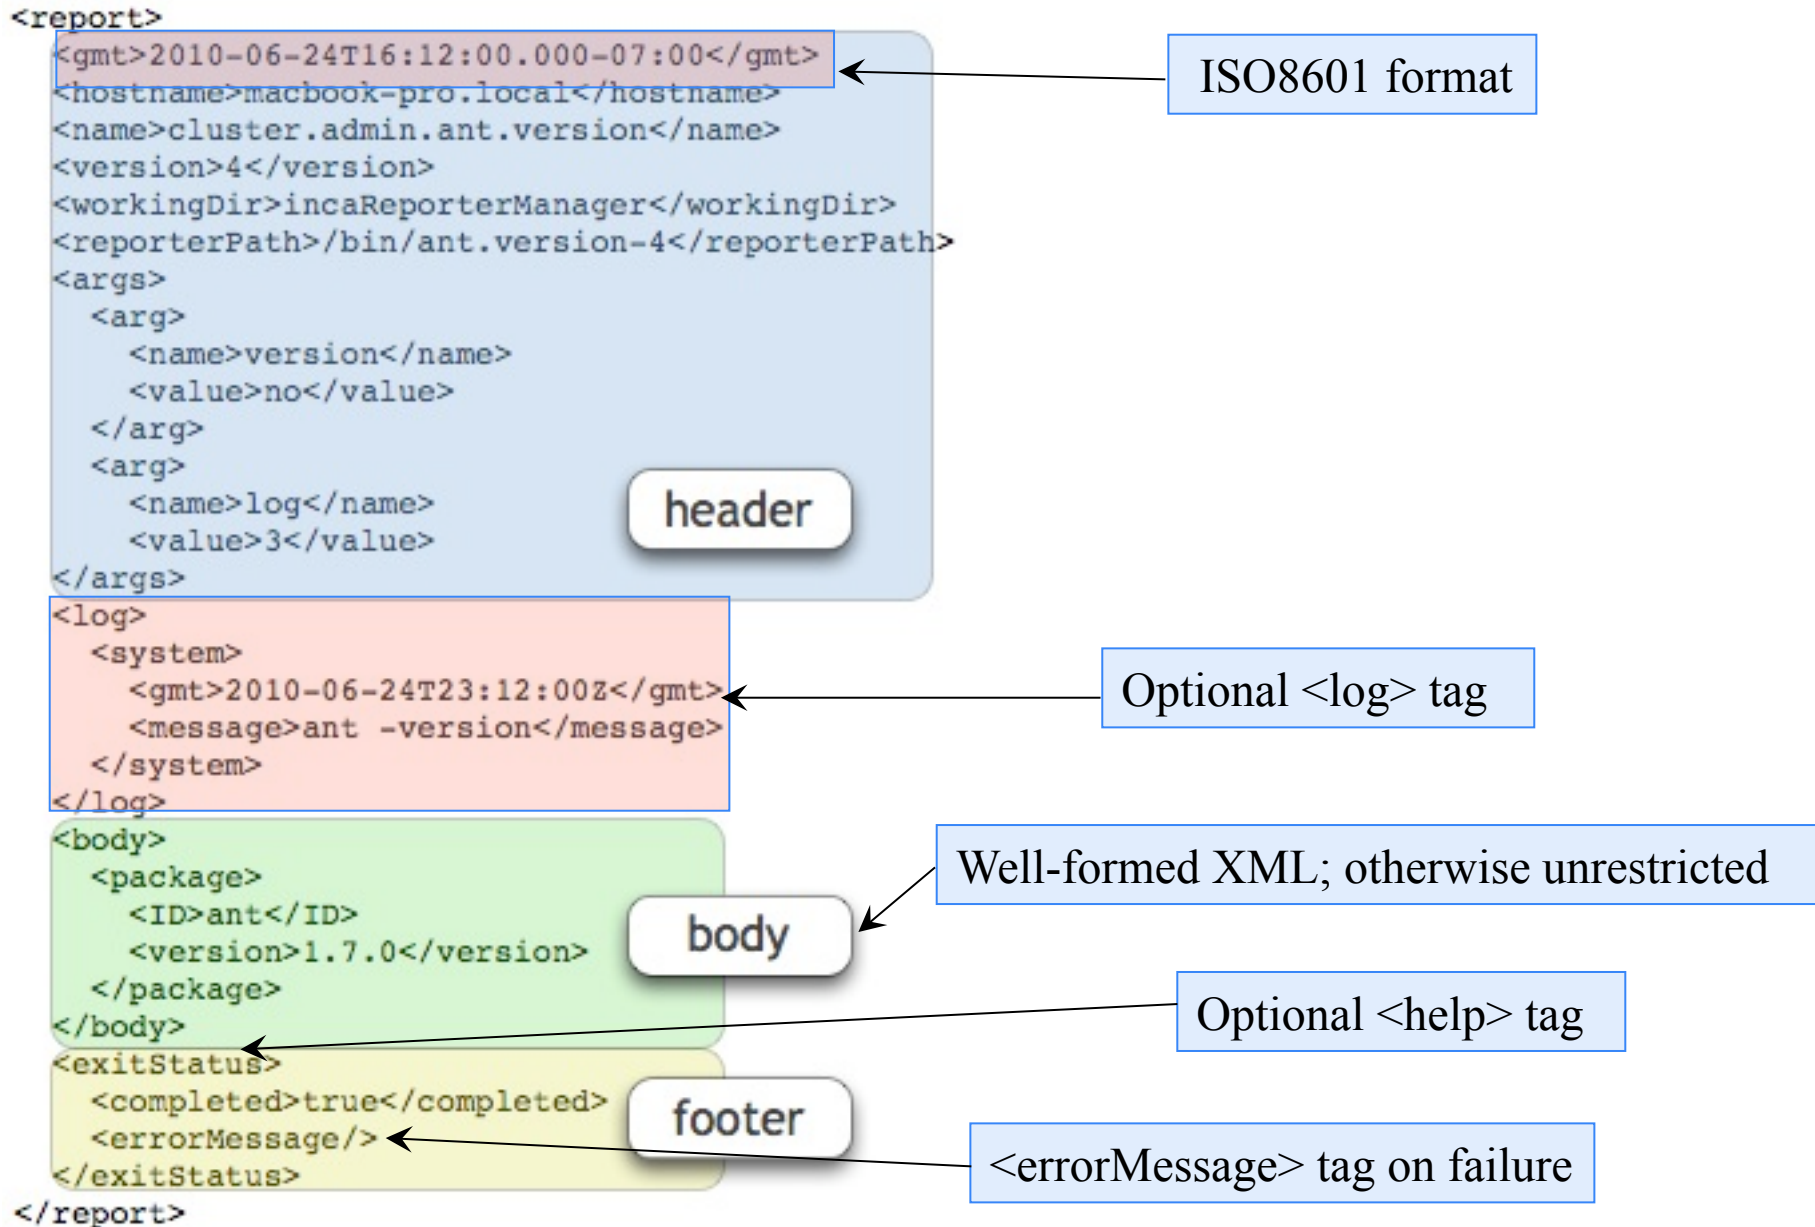 <report>
<gmt>2010-06-24T16:12:00.000-07:00</gmt>
ISO8601 format
<hostname>macbook-pro.local</hostname>
<name>cluster.admin.ant.version</name>
<version>4</version>
<workingDir>incaReporterManager</workingDir>
<reporterPath>/bin/ant.version-4</reporterPath>
<args>
<arg>
<name>version</name>
<value>no</value>
</arg>
<arg>
<name>log</name>
header
<value>3</value>
</args>
<log>
<system>
<gmt>2010-06-24T23:12:00Z</gmt>
Optional <log> tag
<message>ant -version</message>
</system>
</log>
<body>
Well-formed XML; otherwise unrestricted
<package>
<ID>ant</ID>
body
<version>1.7.0</version>
</package>
Optional <help> tag
</body>
<exitStatus>
<completed>true</completed>
footer
<errorMessage/>
<errorMessage> tag on failure
</exitStatus>
</report>